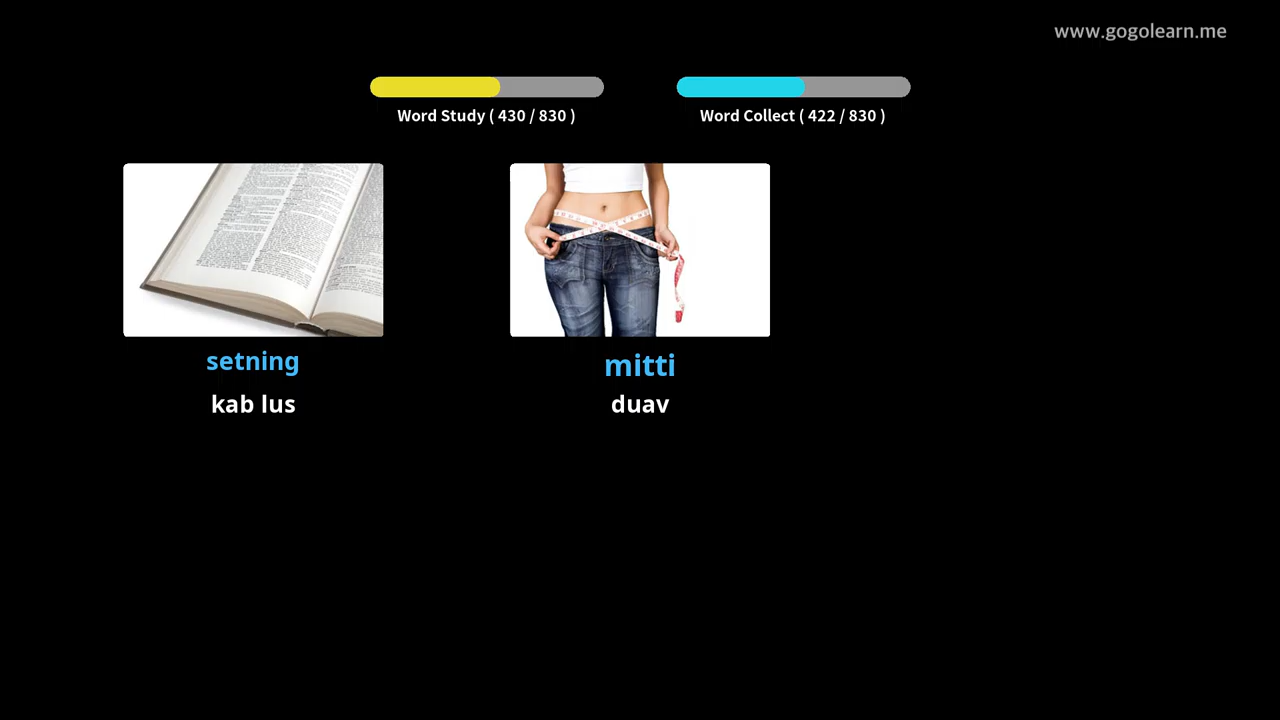 www.gogolearn.me
Word Study ( 430 / 830 )
Word Collect ( 422 / 830 )
setning
kab lus
mitti
duav